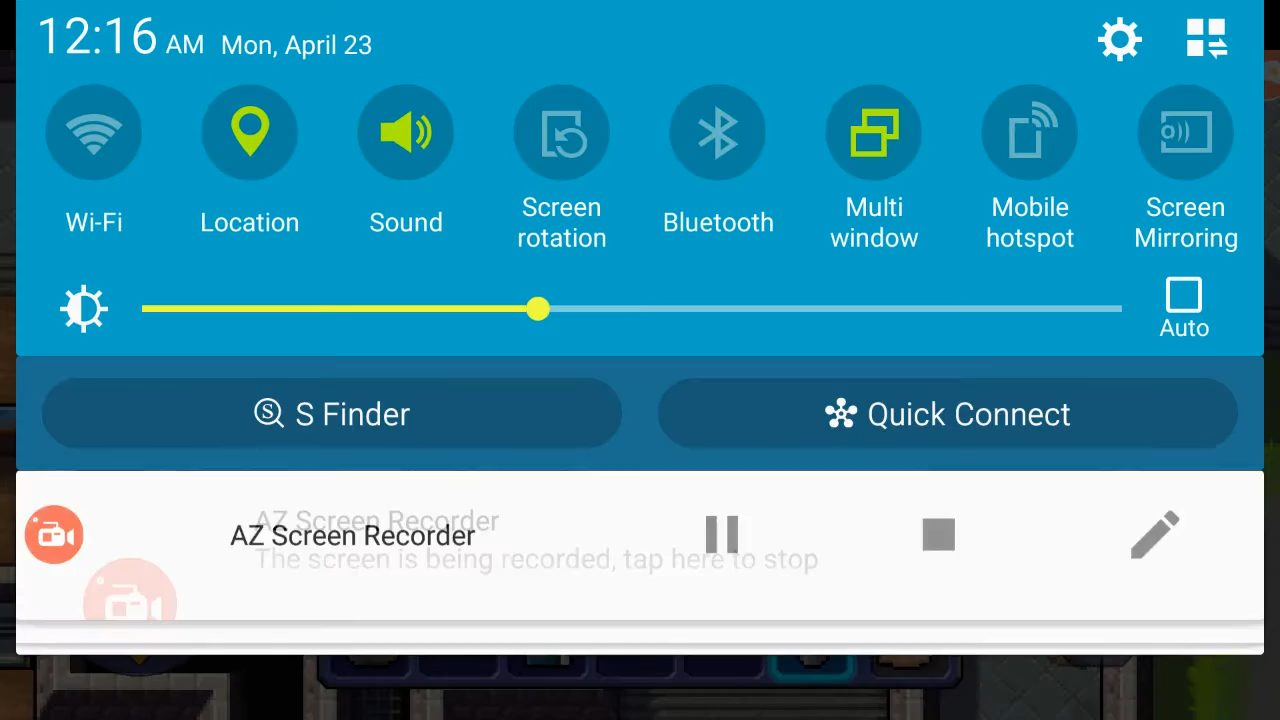 12:16 AM Mon, April 23
Wi-Fi
Location
Sound
Screen
rotation
Bluetooth
Multi
window
Mobile
hotspot
Screen
Mirroring
Auto
S Finder
Quick Connect
AZ Screen Recorder
AZ Screen Recorder
The screen is being recorded, tap here to stop